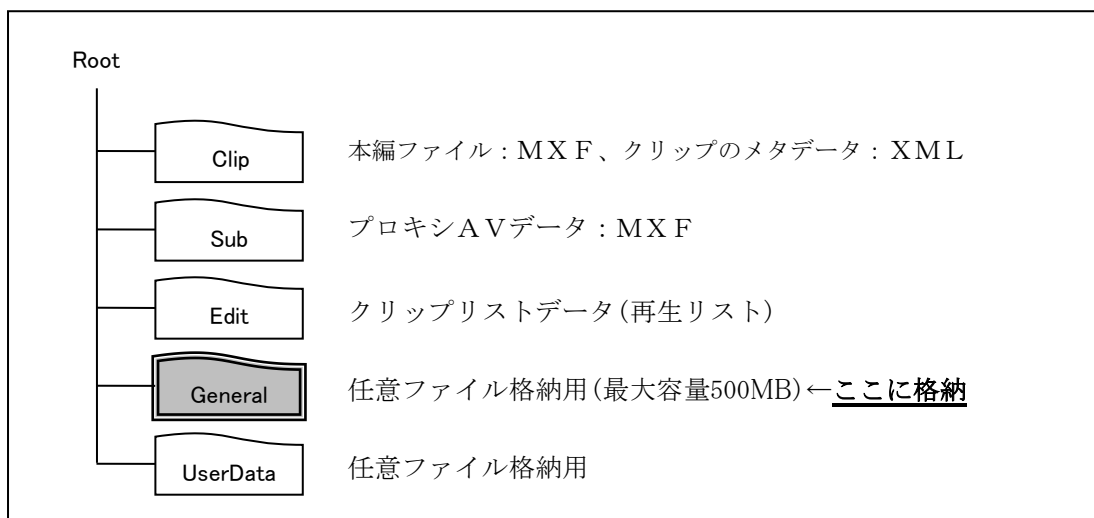 Root
Clip 本編ファイル：ＭＸＦ、クリップのメタデータ：ＸＭＬ
Sub プロキシＡＶデータ：ＭＸＦ
Edit クリップリストデータ(再生リスト)
General 任意ファイル格納用(最大容量500MB)←ここに格納
UserData 任意ファイル格納用